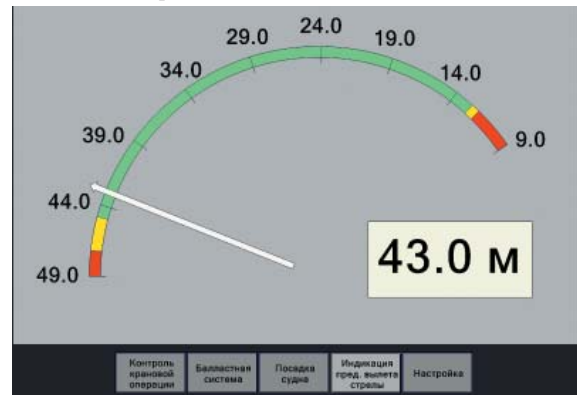 24.0
29.0
19.0
34.0
14.0
39.0
9.0
44.0
43.0 м
49.0
Контроль
крановой
операции
Балластная
система
Посадка
судна
Индикация
пред. вылета
стрелы
Настройка